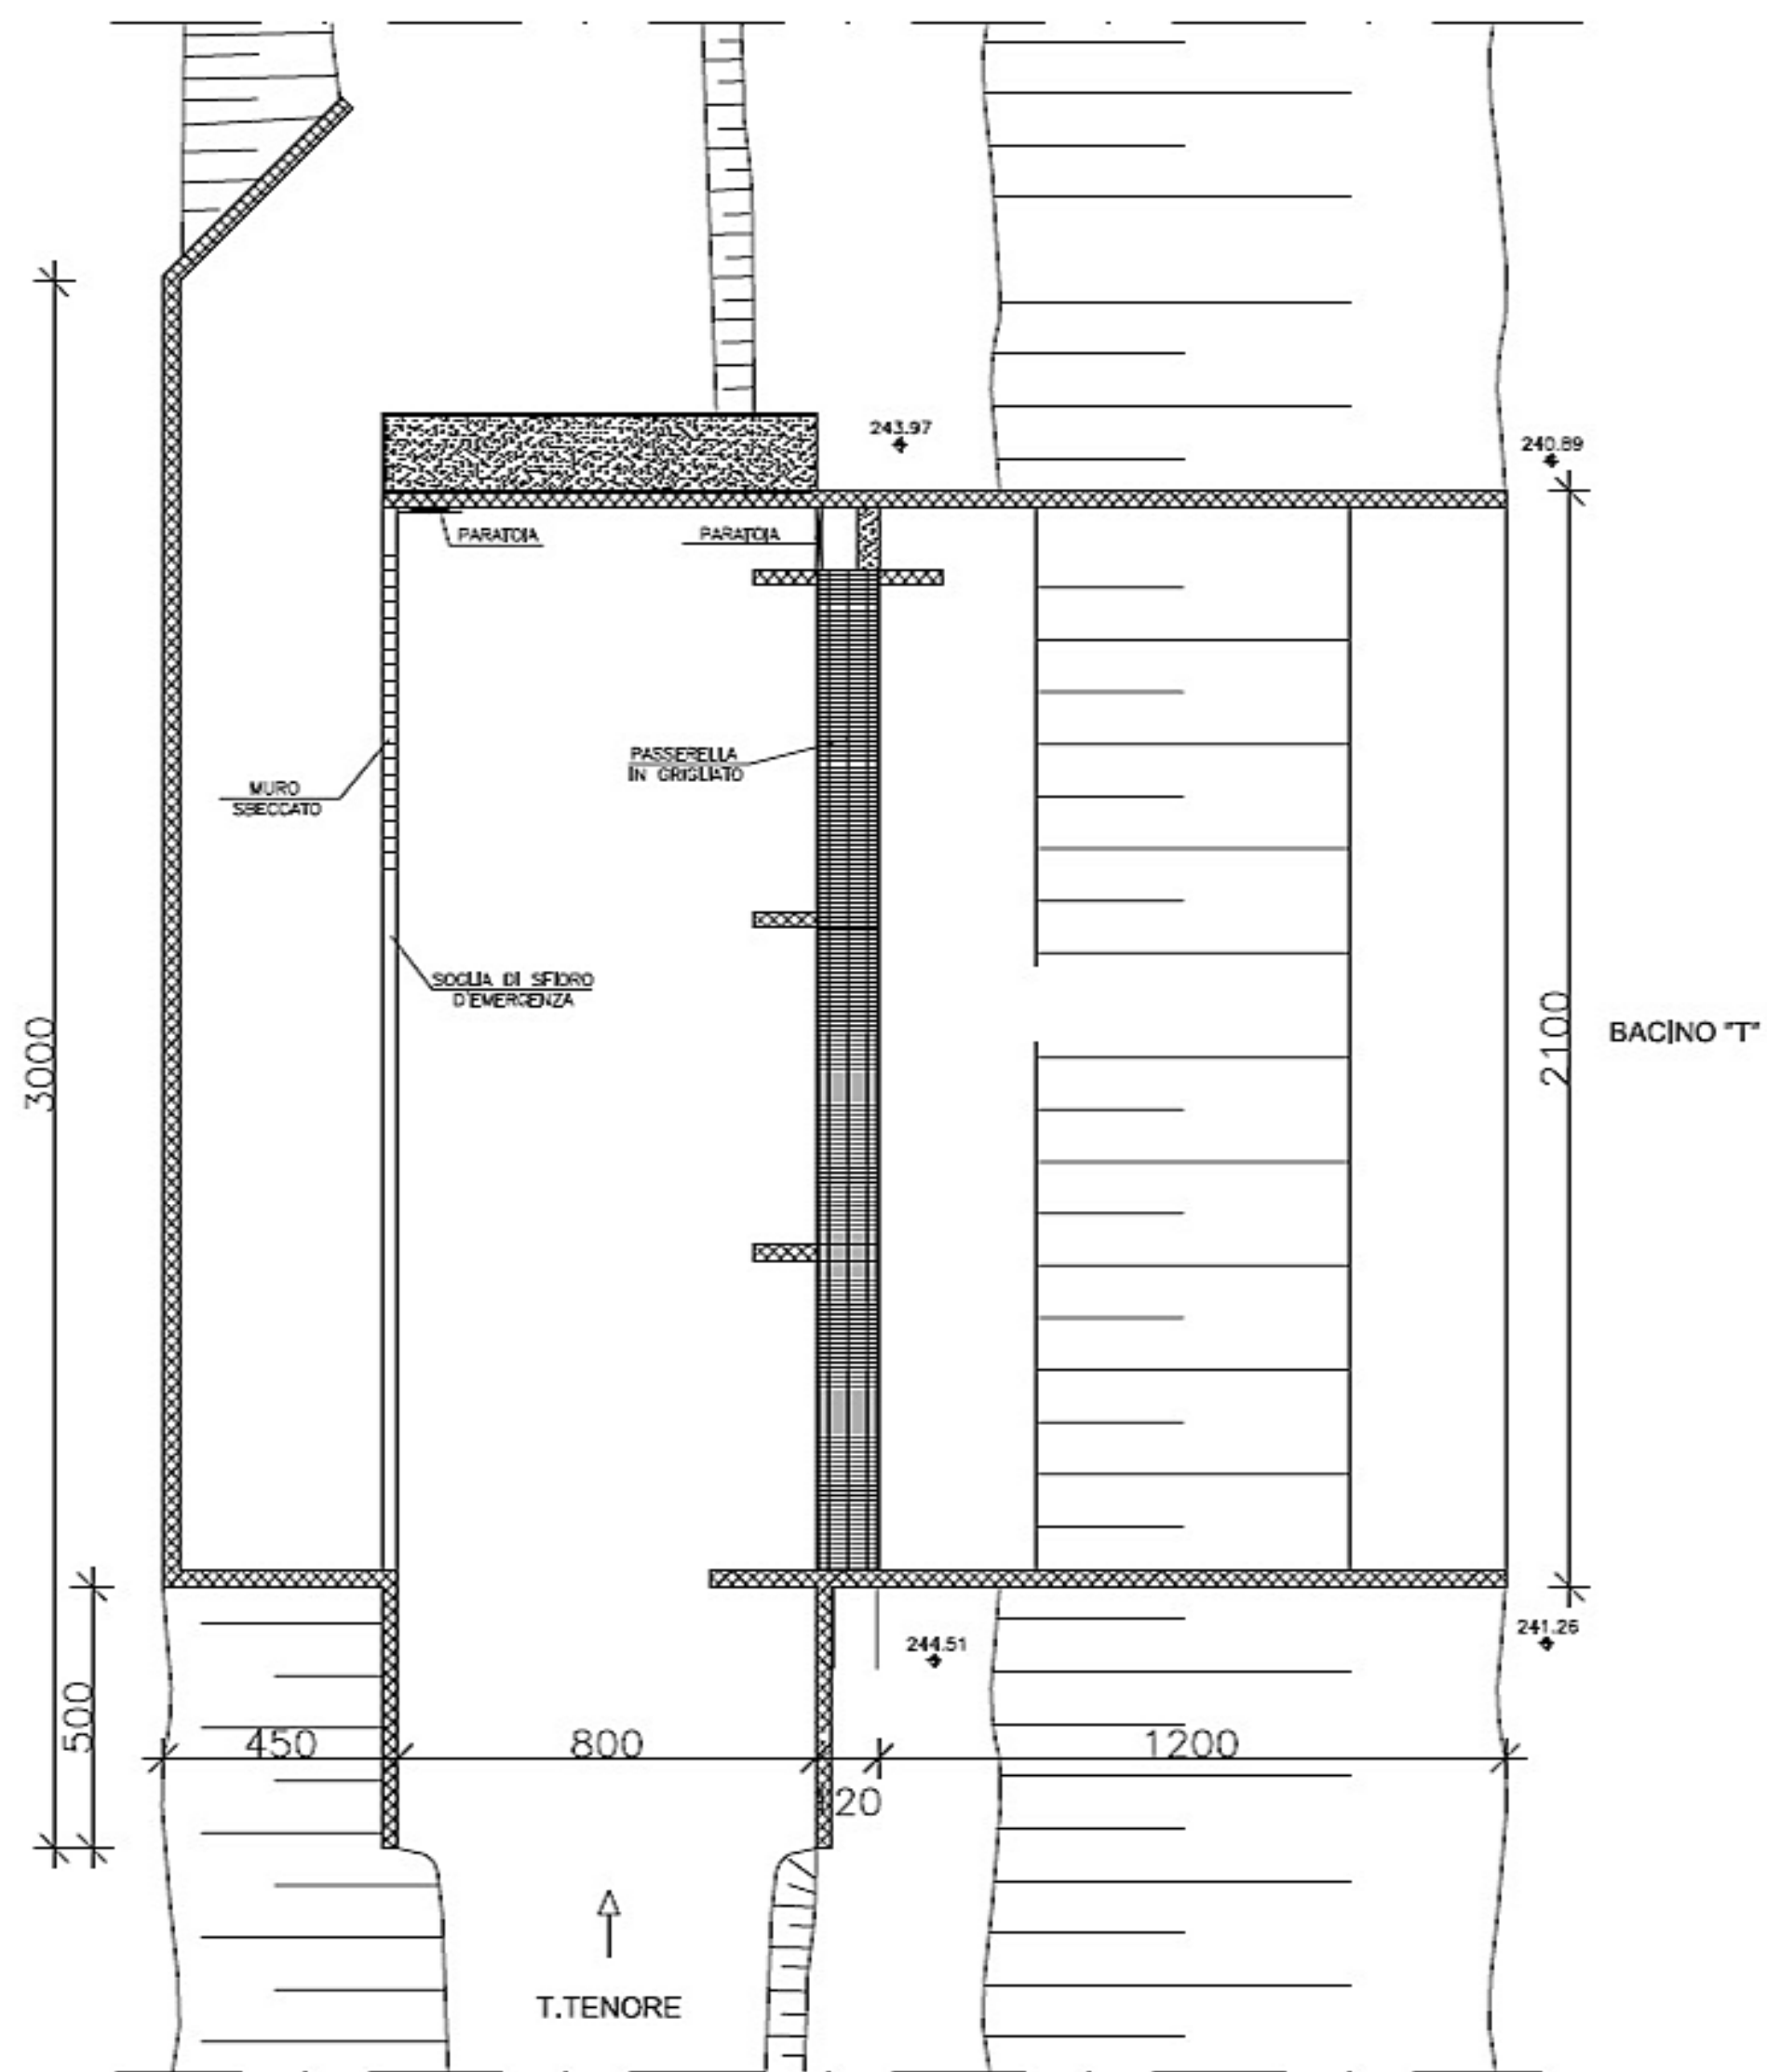 243.97
240.89
PARATOIA
PARATOIA
PASSERELLA
IN GRIGLIATO
MURO
SBECCATO
SOGLIA DI SFIORO
D'EMERGENZA
3000
2100
BACINO "T"
244.51
241.26
500
450
800
1200
20
T.TENORE